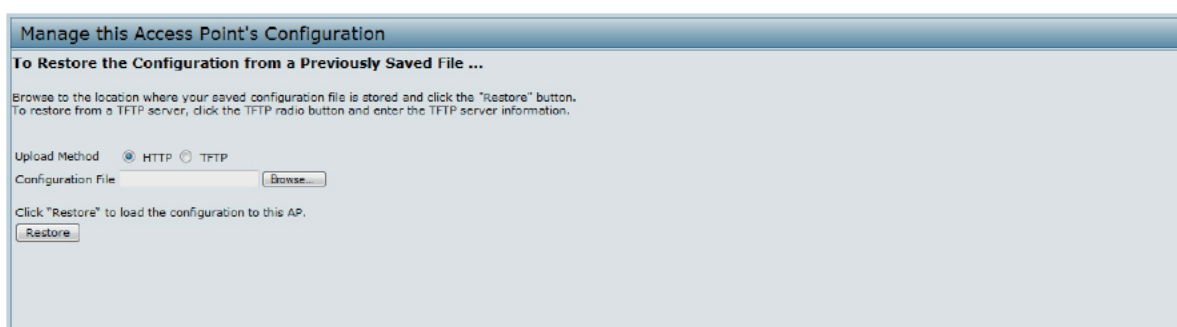 Manage this Access Point's Configuration
To Restore the Configuration from a Previously Saved File ...
Browse to the location where your saved configuration file is stored and click the "Restore" button.
To restore from a TFTP server, click the TFTP radio button and enter the TFTP server information.
Upload Method HTTP TFTP
Configuration File Browse...
Click "Restore" to load the configuration to this AP.
Restore